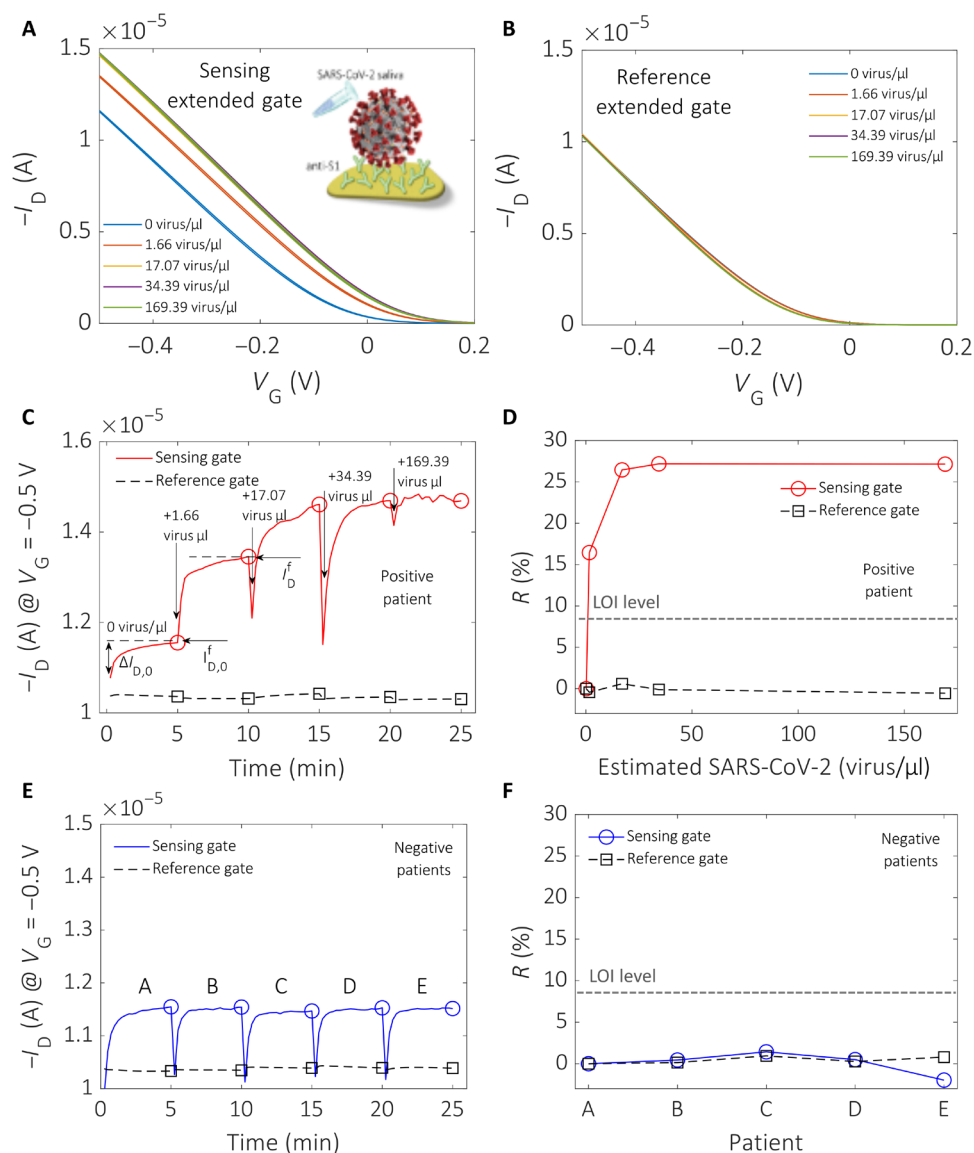 A
×10⁻⁵
1.5
1
0.5
0
−0.4
−0.2
0
0.2
−I_D (A)
V_G (V)
Sensing
extended gate
SARS-CoV-2 saliva
anti-S1
0 virus/µl
1.66 virus/µl
17.07 virus/µl
34.39 virus/µl
169.39 virus/µl
B
×10⁻⁵
1.5
1
0.5
0
−0.4
−0.2
0
0.2
−I_D (A)
V_G (V)
Reference
extended gate
0 virus/µl
1.66 virus/µl
17.07 virus/µl
34.39 virus/µl
169.39 virus/µl
C
×10⁻⁵
1.6
1.4
1.2
1
0
5
10
15
20
25
−I_D (A) @ V_G = −0.5 V
Time (min)
Sensing gate
Reference gate
+1.66
virus µl
+17.07
virus µl
+34.39
virus µl
+169.39
virus µl
I_D^f
Positive
patient
0 virus/µl
ΔI_D,0
I_D,0^f
D
30
25
20
15
10
5
0
0
50
100
150
R (%)
Estimated SARS-CoV-2 (virus/µl)
Sensing gate
Reference gate
Positive
patient
LOI level
E
×10⁻⁵
1.5
1.4
1.3
1.2
1.1
1
0
5
10
15
20
25
−I_D (A) @ V_G = −0.5 V
Time (min)
Sensing gate
Reference gate
Negative
patients
A B C D E
F
30
25
20
15
10
5
0
A B C D E
R (%)
Patient
Sensing gate
Reference gate
Negative
patients
LOI level